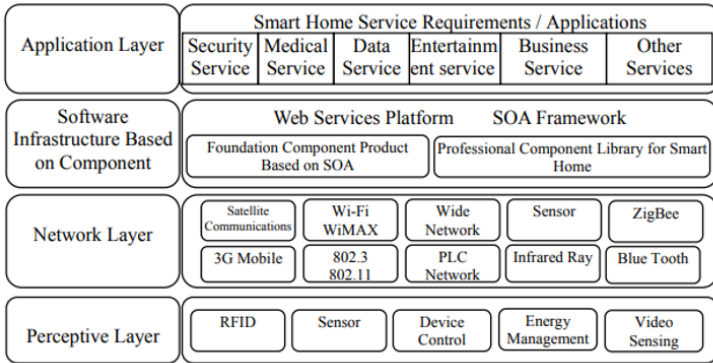 Application Layer
Smart Home Service Requirements / Applications
Security
Service
Medical
Service
Data
Service
Entertainm
ent service
Business
Service
Other
Services
Software
Infrastructure Based
on Component
Web Services Platform SOA Framework
Foundation Component Product
Based on SOA
Professional Component Library for Smart
Home
Network Layer
Satellite
Communications
Wi-Fi
WiMAX
Wide
Network
Sensor
ZigBee
3G Mobile
802.3
802.11
PLC
Network
Infrared Ray
Blue Tooth
Perceptive Layer
RFID
Sensor
Device
Control
Energy
Management
Video
Sensing